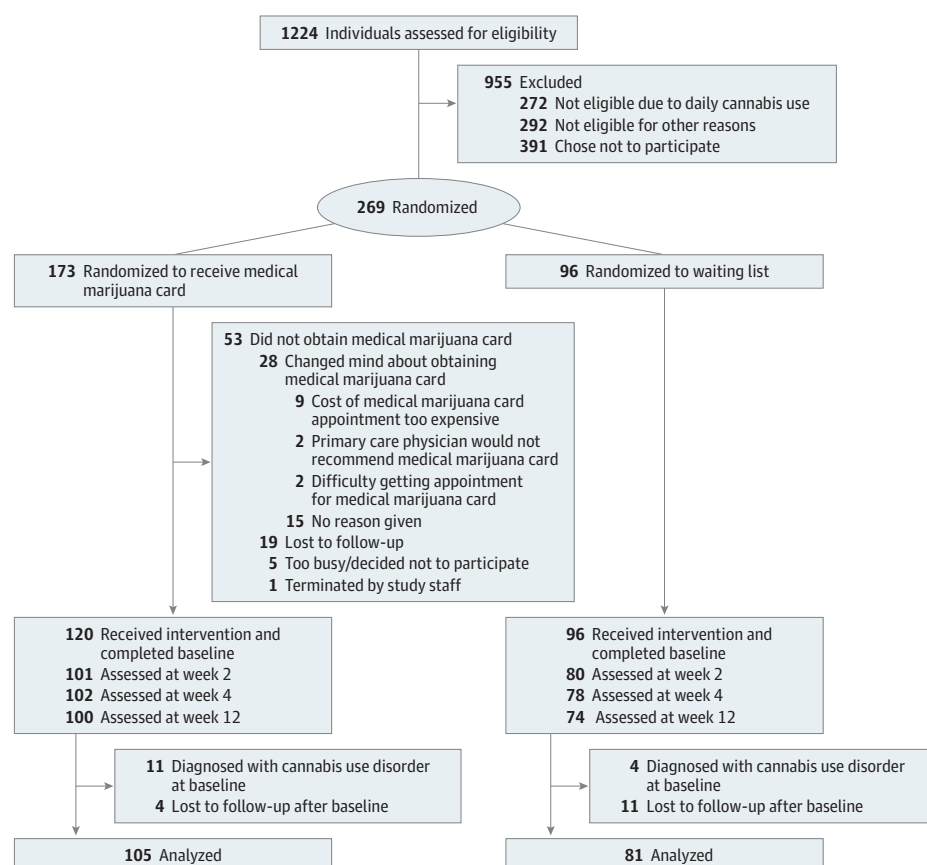 1224 Individuals assessed for eligibility
955 Excluded
272 Not eligible due to daily cannabis use
292 Not eligible for other reasons
391 Chose not to participate
269 Randomized
173 Randomized to receive medical
marijuana card
96 Randomized to waiting list
53 Did not obtain medical marijuana card
28 Changed mind about obtaining
medical marijuana card
9 Cost of medical marijuana card
appointment too expensive
2 Primary care physician would not
recommend medical marijuana card
2 Difficulty getting appointment
for medical marijuana card
15 No reason given
19 Lost to follow-up
5 Too busy/decided not to participate
1 Terminated by study staff
120 Received intervention and
completed baseline
101 Assessed at week 2
102 Assessed at week 4
100 Assessed at week 12
96 Received intervention and
completed baseline
80 Assessed at week 2
78 Assessed at week 4
74 Assessed at week 12
11 Diagnosed with cannabis use disorder
at baseline
4 Lost to follow-up after baseline
4 Diagnosed with cannabis use disorder
at baseline
11 Lost to follow-up after baseline
105 Analyzed
81 Analyzed